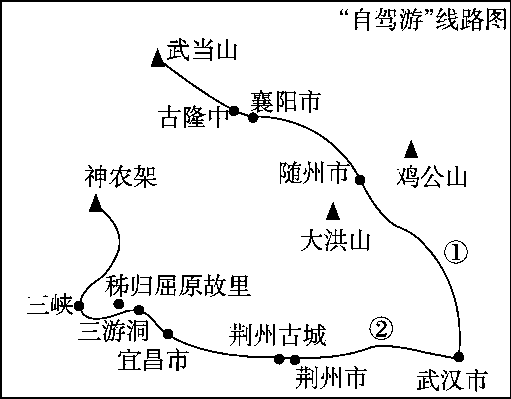 “自驾游”线路图
武当山
古隆中
襄阳市
随州市
鸡公山
神农架
大洪山
①
三峡
秭归屈原故里
三游洞
宜昌市
荆州古城
②
荆州市
武汉市